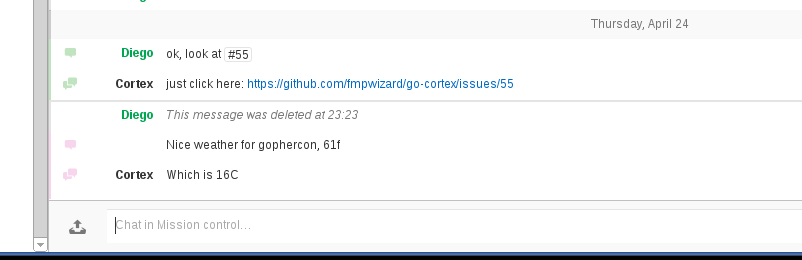 Thursday, April 24
Diego ok, look at #55
Cortex just click here: https://github.com/fmpwizard/go-cortex/issues/55
Diego This message was deleted at 23:23
Nice weather for gophercon, 61f
Cortex Which is 16C
Chat in Mission control...